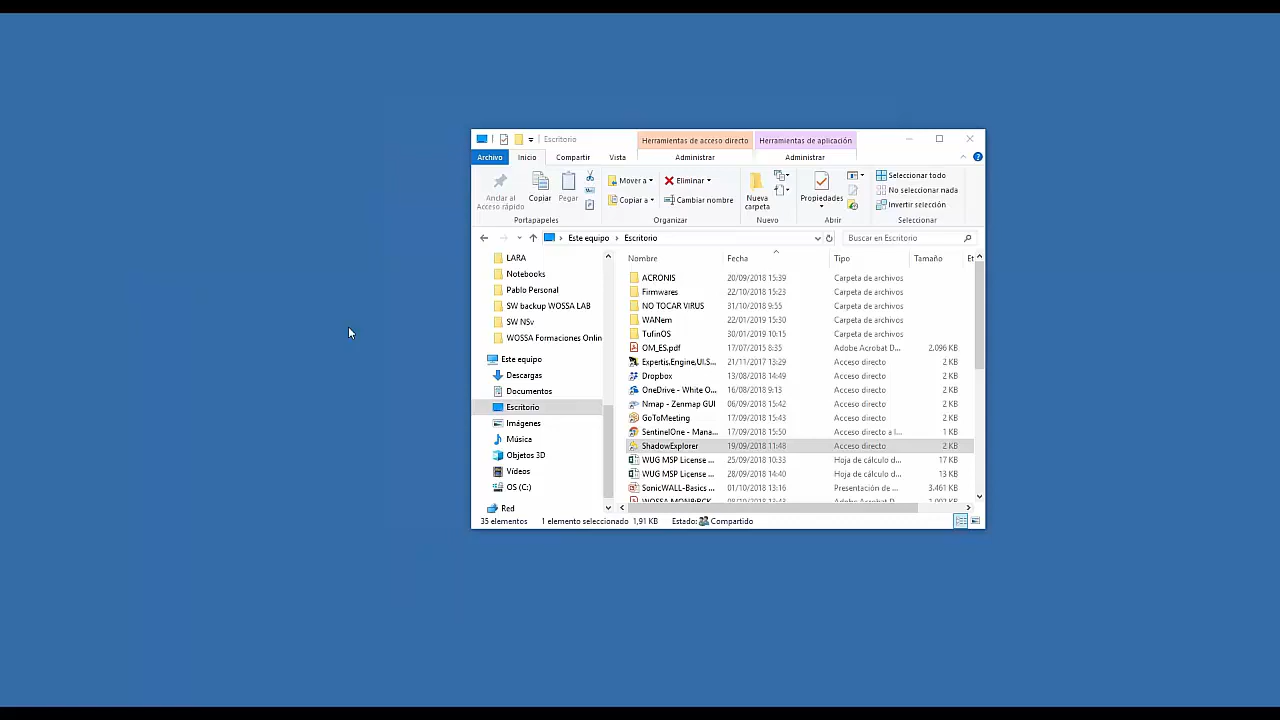 Escritorio
Herramientas de acceso directo
Herramientas de aplicación
Archivo
Inicio
Compartir
Vista
Administrar
Administrar
Anclar al Acceso rápido
Copiar
Pegar
Mover a
Copiar a
Eliminar
Cambiar nombre
Nueva carpeta
Propiedades
Seleccionar todo
No seleccionar nada
Invertir selección
Portapapeles
Organizar
Nuevo
Abrir
Seleccionar
Este equipo > Escritorio
Buscar en Escritorio
LARA
Notebooks
Pablo Personal
SW backup WOSSA LAB
SW NSv
WOSSA Formaciones Onlin
Este equipo
Descargas
Documentos
Escritorio
Imágenes
Música
Objetos 3D
Vídeos
OS (C:)
Red
Nombre Fecha Tipo Tamaño Et
ACRONIS 20/09/2018 15:39 Carpeta de archivos
Firmwares 22/10/2018 15:23 Carpeta de archivos
NO TOCAR VIRUS 31/10/2018 9:55 Carpeta de archivos
WANem 22/01/2019 15:30 Carpeta de archivos
TufinOS 30/01/2019 10:15 Carpeta de archivos
OM_ES.pdf 17/07/2015 8:35 Adobe Acrobat D... 2.096 KB
Expertis.Engine.UI.S... 21/11/2017 13:29 Acceso directo 2 KB
Dropbox 13/08/2018 14:49 Acceso directo 2 KB
OneDrive - White O... 16/08/2018 9:13 Acceso directo 2 KB
Nmap - Zenmap GUI 06/09/2018 15:42 Acceso directo 2 KB
GoToMeeting 17/09/2018 15:43 Acceso directo 2 KB
SentinelOne - Mana... 17/09/2018 15:50 Acceso directo a I... 1 KB
ShadowExplorer 19/09/2018 11:48 Acceso directo 2 KB
WUG MSP License ... 25/09/2018 10:33 Hoja de cálculo d... 17 KB
WUG MSP License ... 28/09/2018 14:40 Hoja de cálculo d... 13 KB
SonicWALL-Basics ... 01/10/2018 13:16 Presentación de ... 3.461 KB
35 elementos 1 elemento seleccionado 1,91 KB Estado: Compartido